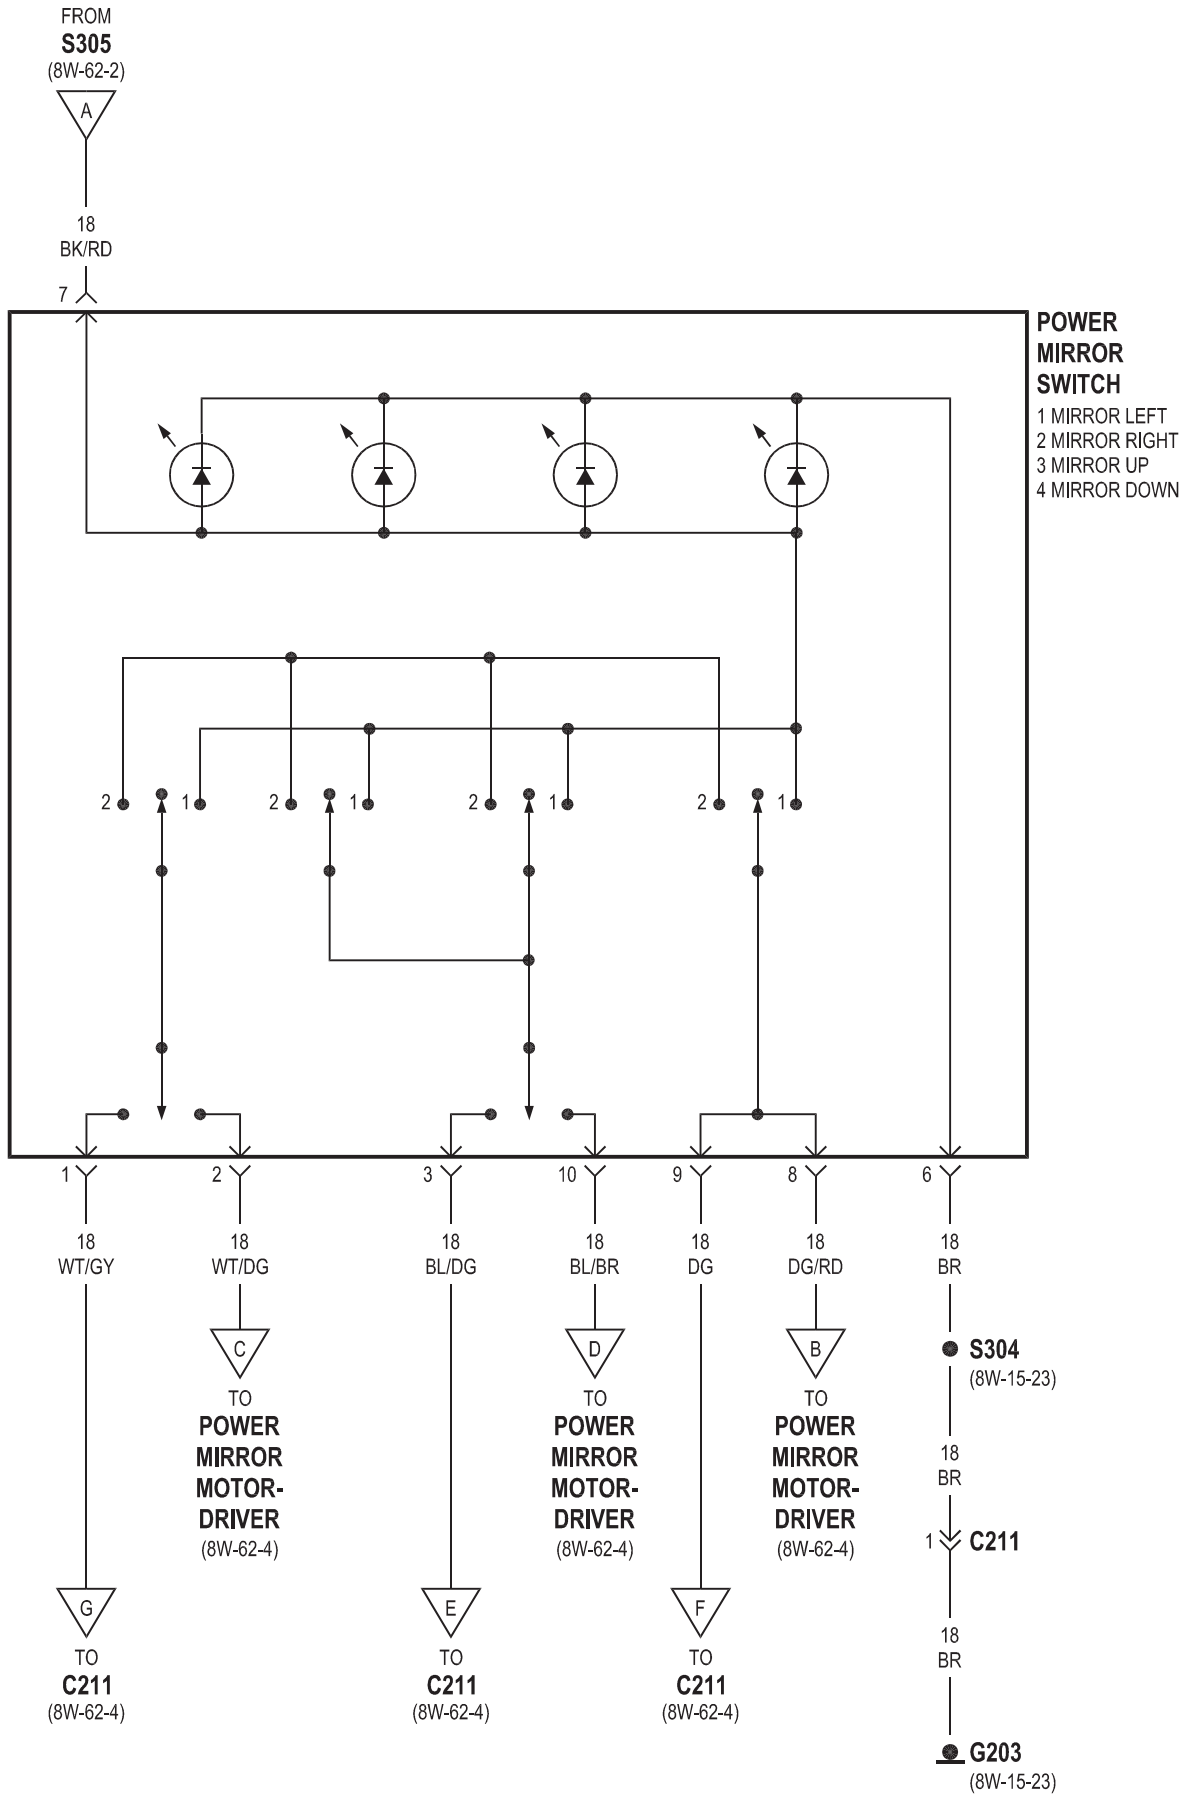 FROM
S305
(8W-62-2)
A
18
BK/RD
7
POWER
MIRROR
SWITCH
1 MIRROR LEFT
2 MIRROR RIGHT
3 MIRROR UP
4 MIRROR DOWN
2 1 2 1 2 1 2 1
1 2 3 10 9 8 6
18 18 18 18 18 18 18
WT/GY WT/DG BL/DG BL/BR DG DG/RD BR
C
TO
POWER
MIRROR
MOTOR-
DRIVER
(8W-62-4)
D
TO
POWER
MIRROR
MOTOR-
DRIVER
(8W-62-4)
B
TO
POWER
MIRROR
MOTOR-
DRIVER
(8W-62-4)
S304
(8W-15-23)
18
BR
1 C211
G
TO
C211
(8W-62-4)
E
TO
C211
(8W-62-4)
F
TO
C211
(8W-62-4)
18
BR
G203
(8W-15-23)